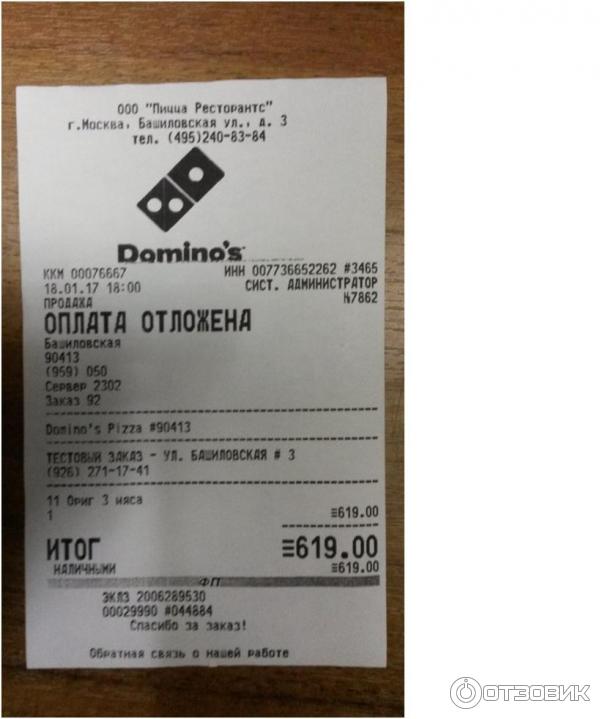 ООО "Пицца Ресторантс"
г.Москва, Башиловская ул., д. 3
тел. (495)240-83-84
Domino's
ККМ 00076667 ИНН 007736652262 #3465
18.01.17 18:00 СИСТ. АДМИНИСТРАТОР
ПРОДАЖА №7862
ОПЛАТА ОТЛОЖЕНА
Башиловская
90413
(959) 050
Сервер 2302
Заказ 92
Domino's Pizza #90413
ТЕСТОВЫЙ ЗАКАЗ - УЛ. БАШИЛОВСКАЯ # 3
(926) 271-17-41
11 Ориг 3 мяса
1 ≡619.00
ИТОГ ≡619.00
НАЛИЧНЫМИ ≡619.00
ФП
ЭКЛЗ 2006289530
00029990 #044884
Спасибо за заказ!
Обратная связь о нашей работе
ОТЗОВИК